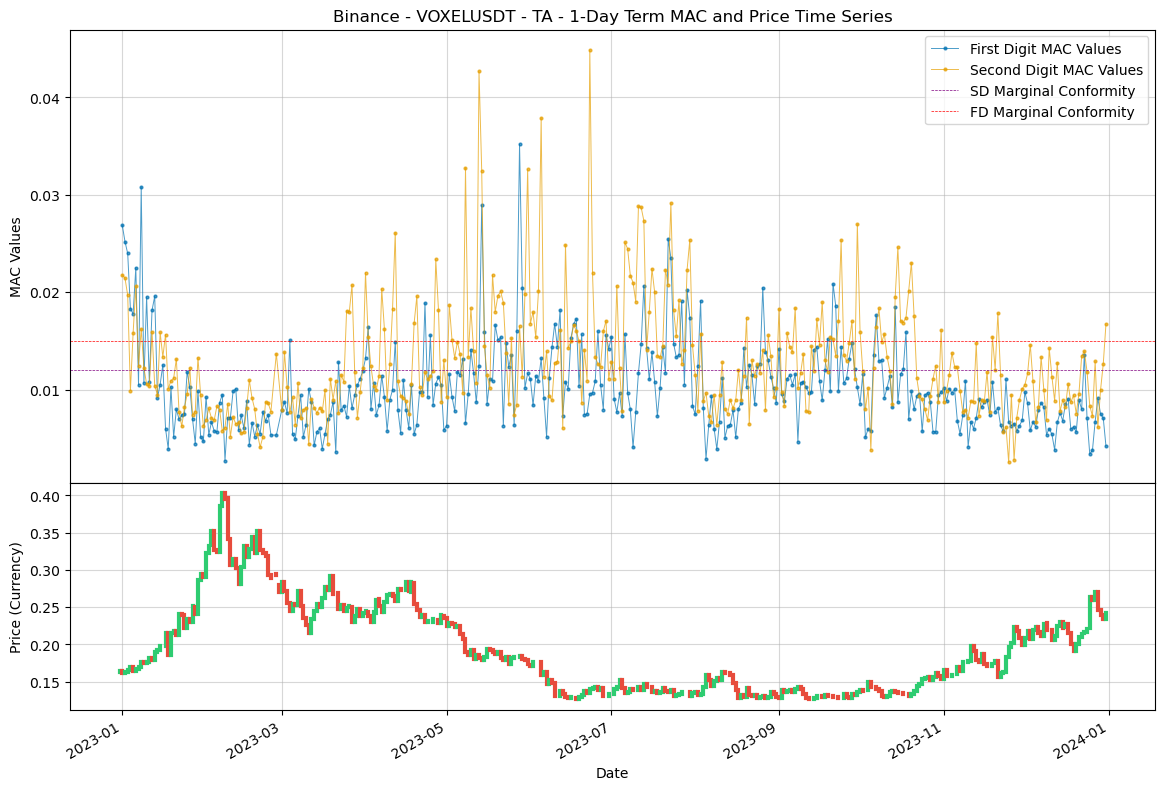 Binance - VOXELUSDT - TA - 1-Day Term MAC and Price Time Series
First Digit MAC Values
Second Digit MAC Values
SD Marginal Conformity
FD Marginal Conformity
MAC Values
0.04
0.03
0.02
0.01
Price (Currency)
0.40
0.35
0.30
0.25
0.20
0.15
2023-01
2023-03
2023-05
2023-07
2023-09
2023-11
2024-01
Date